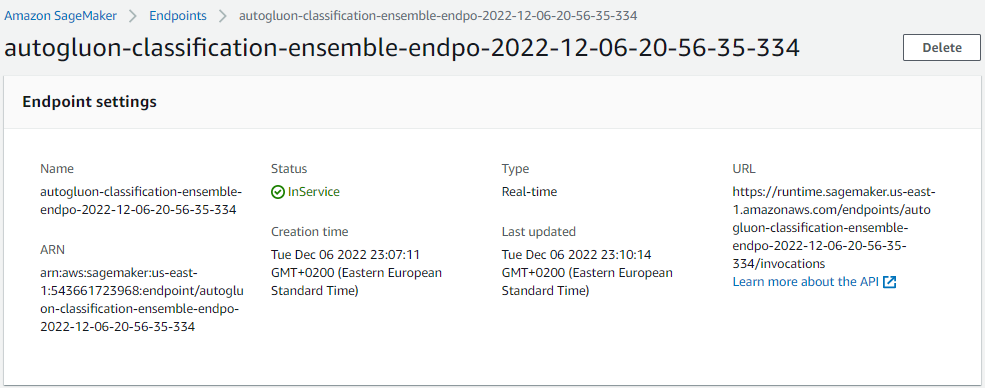 Amazon SageMaker > Endpoints > autogluon-classification-ensemble-endpo-2022-12-06-20-56-35-334
autogluon-classification-ensemble-endpo-2022-12-06-20-56-35-334
Delete
Endpoint settings
Name
autogluon-classification-ensemble-
endpo-2022-12-06-20-56-35-334
ARN
arn:aws:sagemaker:us-east-
1:543661723968:endpoint/autoglu
on-classification-ensemble-endpo-
2022-12-06-20-56-35-334
Status
InService
Creation time
Tue Dec 06 2022 23:07:11
GMT+0200 (Eastern European
Standard Time)
Type
Real-time
Last updated
Tue Dec 06 2022 23:10:14
GMT+0200 (Eastern European
Standard Time)
URL
https://runtime.sagemaker.us-east-
1.amazonaws.com/endpoints/auto
gluon-classification-ensemble-
endpo-2022-12-06-20-56-35-
334/invocations
Learn more about the API